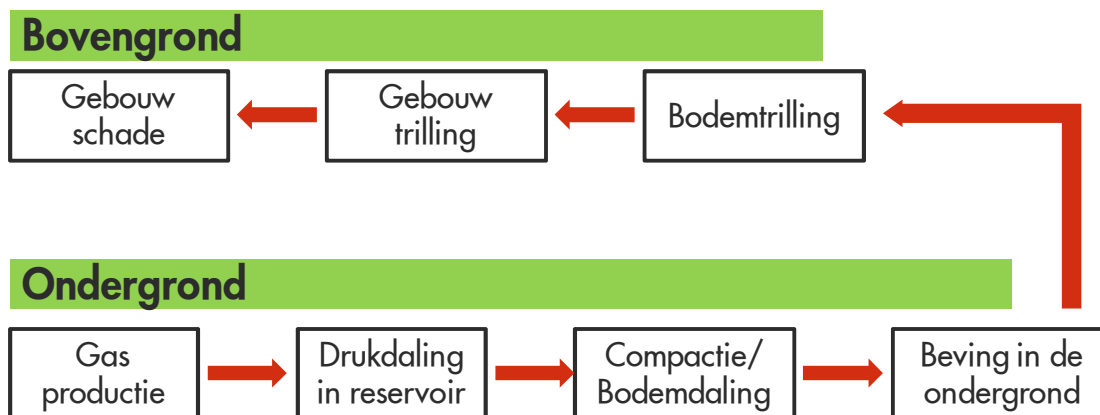 Bovengrond
Gebouw
schade
Gebouw
trilling
Bodemtrilling
Ondergrond
Gas
productie
Drukdaling
in reservoir
Compactie/
Bodemdaling
Beving in de
ondergrond